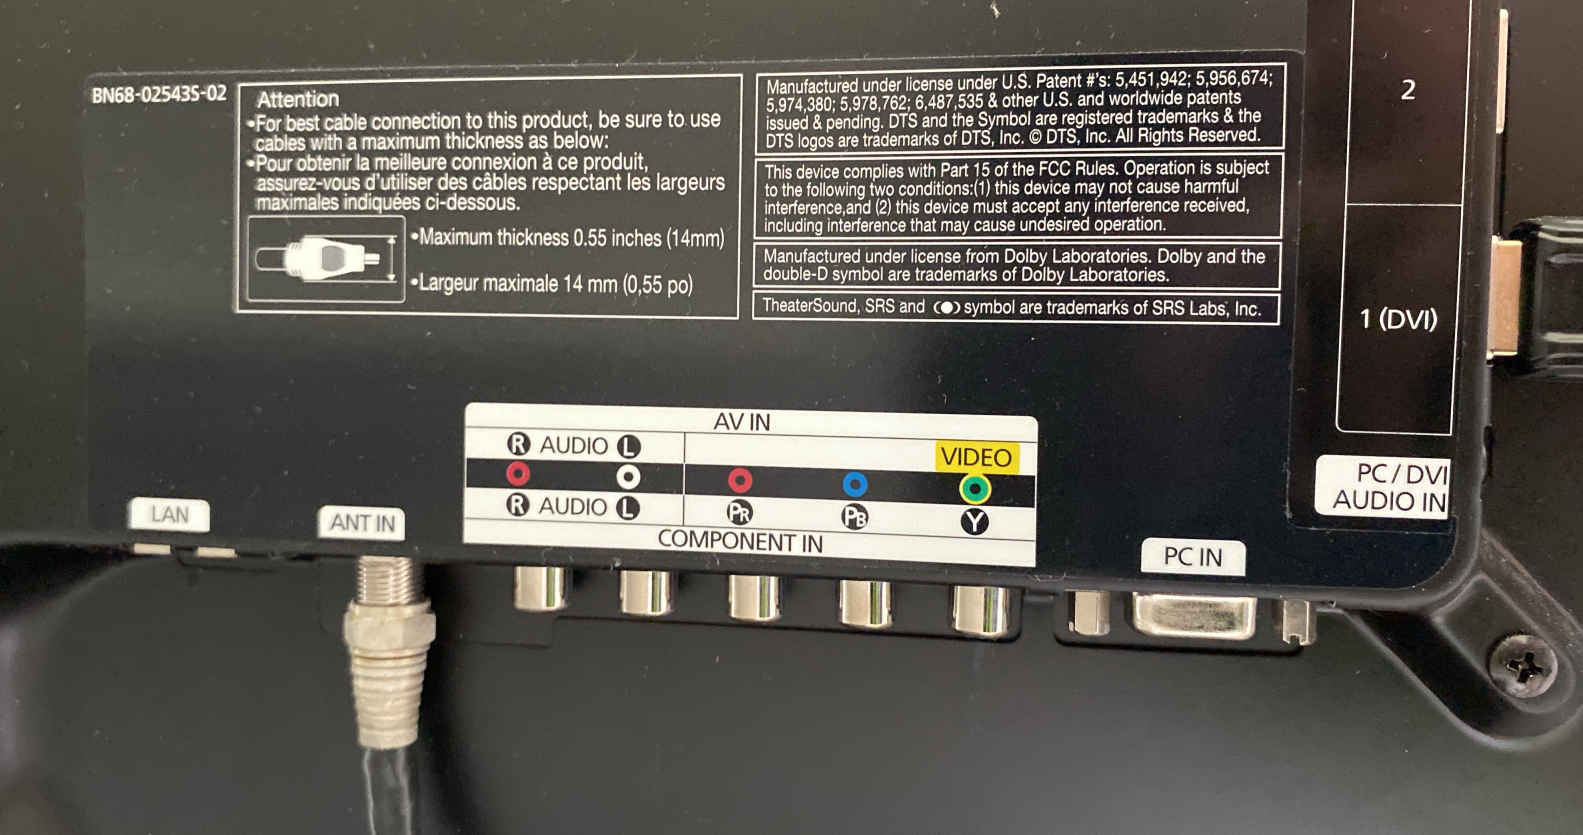 BN68-02543S-02
Attention
•For best cable connection to this product, be sure to use
cables with a maximum thickness as below:
•Pour obtenir la meilleure connexion à ce produit,
assurez-vous d'utiliser des câbles respectant les largeurs
maximales indiquées ci-dessous.
•Maximum thickness 0.55 inches (14mm)
•Largeur maximale 14 mm (0,55 po)
Manufactured under license under U.S. Patent #'s: 5,451,942; 5,956,674;
5,974,380; 5,978,762; 6,487,535 & other U.S. and worldwide patents
issued & pending. DTS and the Symbol are registered trademarks & the
DTS logos are trademarks of DTS, Inc. © DTS, Inc. All Rights Reserved.
This device complies with Part 15 of the FCC Rules. Operation is subject
to the following two conditions:(1) this device may not cause harmful
interference,and (2) this device must accept any interference received,
including interference that may cause undesired operation.
Manufactured under license from Dolby Laboratories. Dolby and the
double-D symbol are trademarks of Dolby Laboratories.
TheaterSound, SRS and (●) symbol are trademarks of SRS Labs, Inc.
2
1 (DVI)
PC / DVI
AUDIO IN
LAN
ANT IN
AV IN
R AUDIO L
VIDEO
R AUDIO L
PR
PB
Y
COMPONENT IN
PC IN